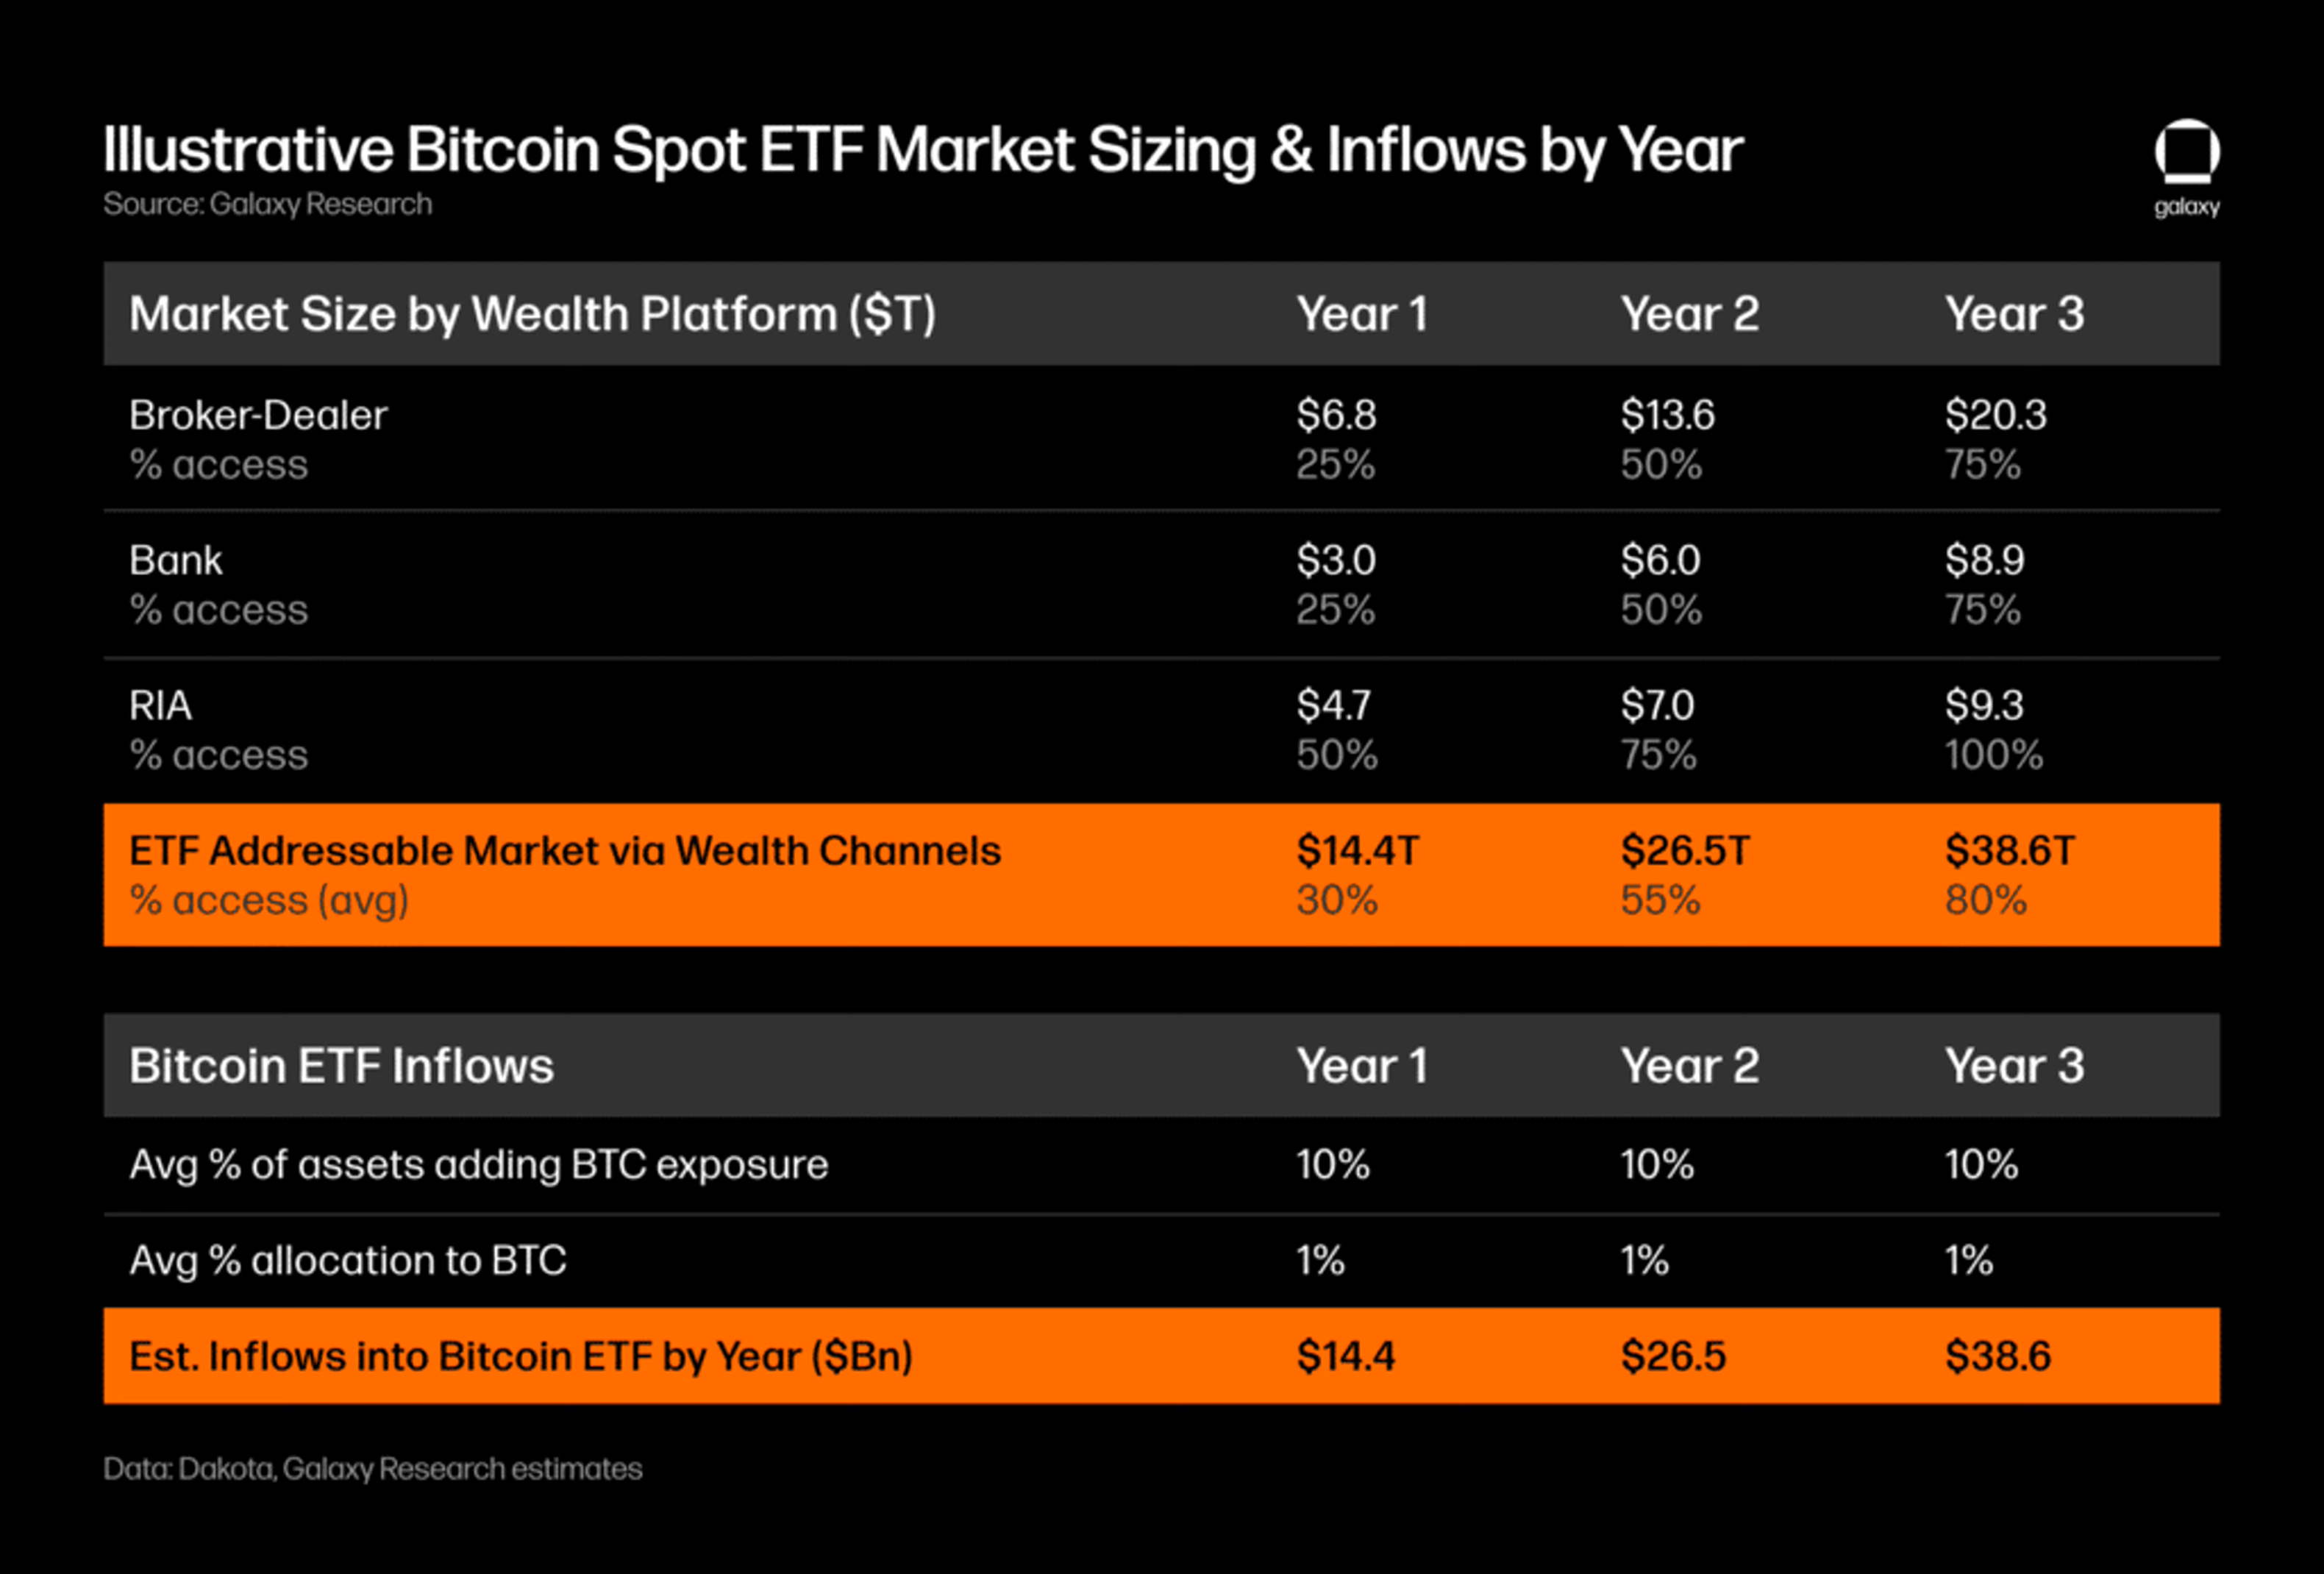 Illustrative Bitcoin Spot ETF Market Sizing & Inflows by Year
Source: Galaxy Research
galaxy
Market Size by Wealth Platform ($T) Year 1 Year 2 Year 3
Broker-Dealer $6.8 $13.6 $20.3
% access 25% 50% 75%
Bank $3.0 $6.0 $8.9
% access 25% 50% 75%
RIA $4.7 $7.0 $9.3
% access 50% 75% 100%
ETF Addressable Market via Wealth Channels $14.4T $26.5T $38.6T
% access (avg) 30% 55% 80%
Bitcoin ETF Inflows Year 1 Year 2 Year 3
Avg % of assets adding BTC exposure 10% 10% 10%
Avg % allocation to BTC 1% 1% 1%
Est. Inflows into Bitcoin ETF by Year ($Bn) $14.4 $26.5 $38.6
Data: Dakota, Galaxy Research estimates